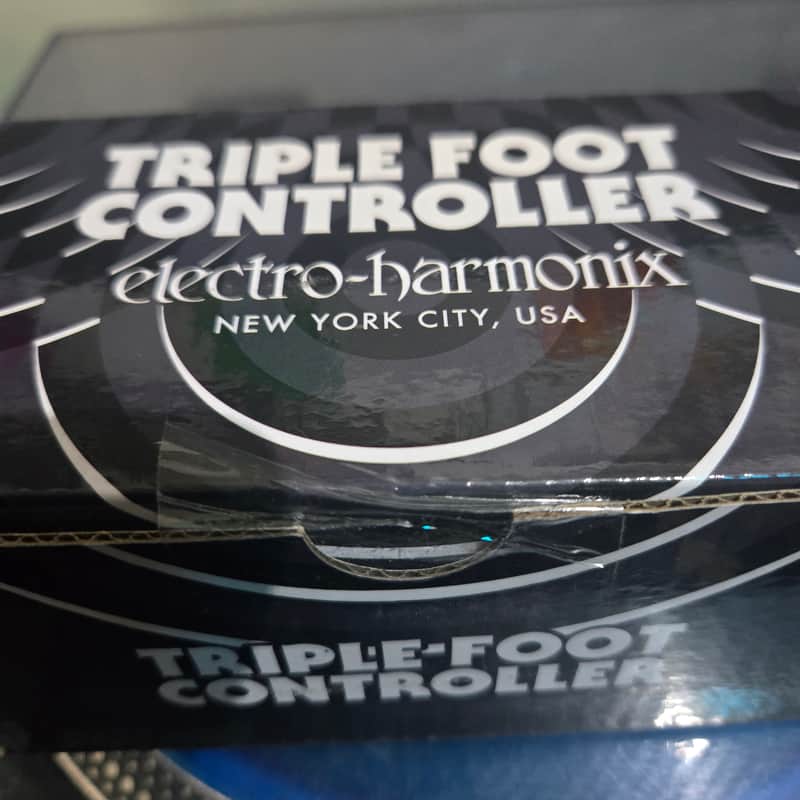 TRIPLE FOOT
CONTROLLER
electro-harmonix
NEW YORK CITY, USA
TRIPLE-FOOT
CONTROLLER